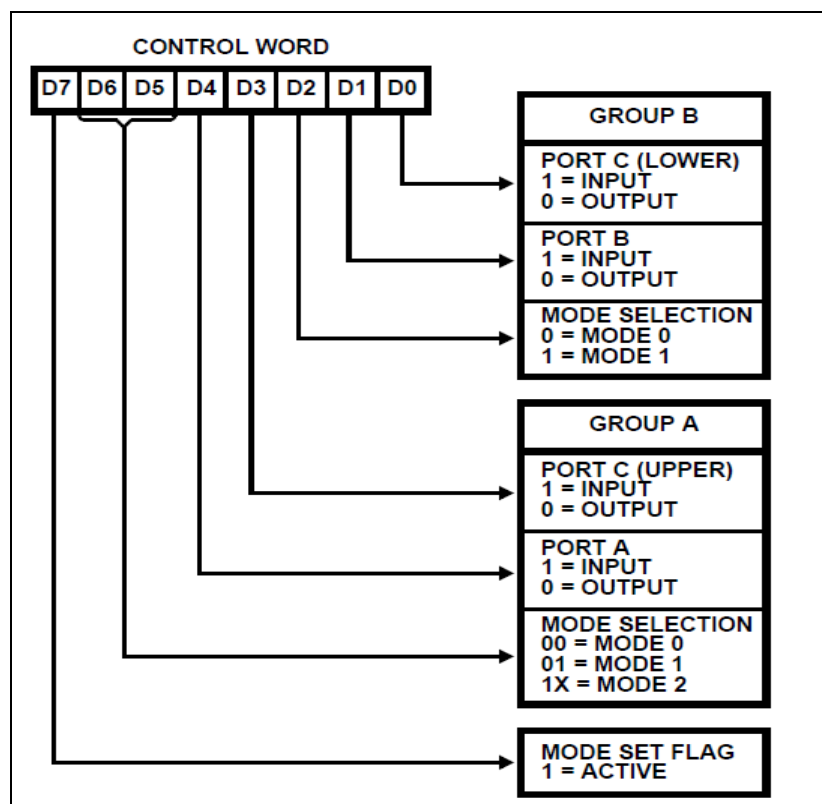 CONTROL WORD
D7 D6 D5 D4 D3 D2 D1 D0
GROUP B
PORT C (LOWER)
1 = INPUT
0 = OUTPUT
PORT B
1 = INPUT
0 = OUTPUT
MODE SELECTION
0 = MODE 0
1 = MODE 1
GROUP A
PORT C (UPPER)
1 = INPUT
0 = OUTPUT
PORT A
1 = INPUT
0 = OUTPUT
MODE SELECTION
00 = MODE 0
01 = MODE 1
1X = MODE 2
MODE SET FLAG
1 = ACTIVE